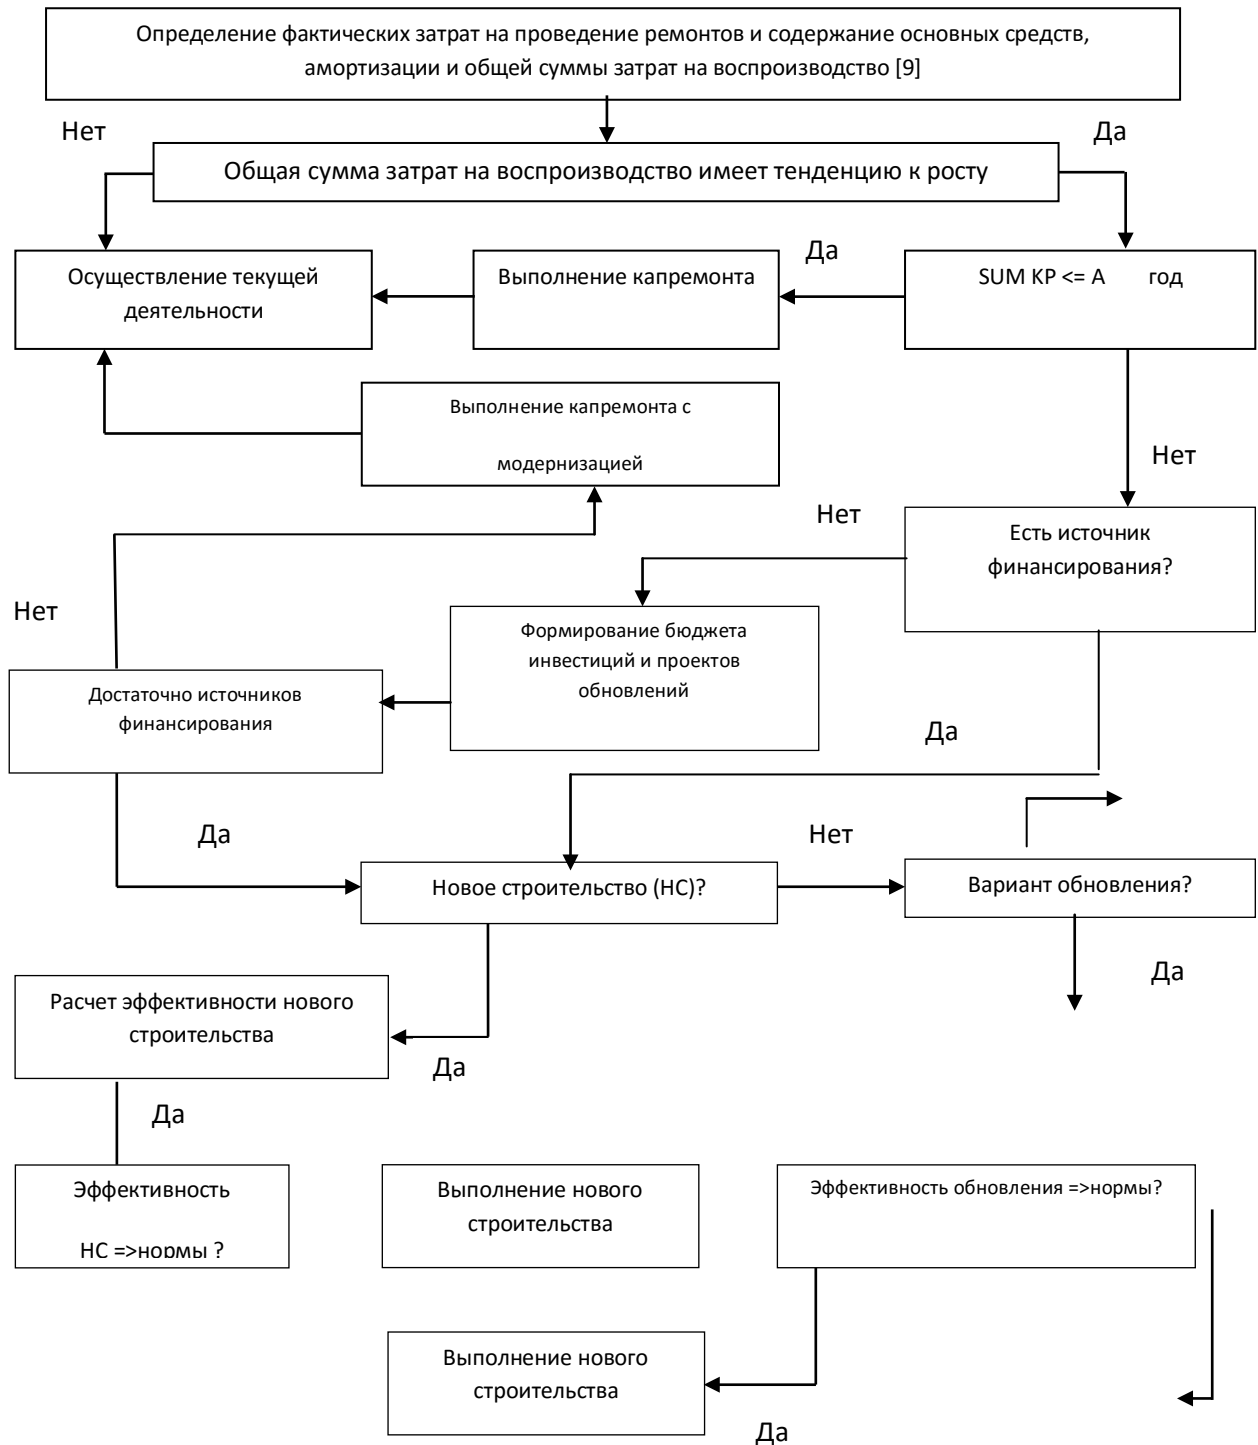 Определение фактических затрат на проведение ремонтов и содержание основных средств,
амортизации и общей суммы затрат на воспроизводство [9]
Нет
Да
Общая сумма затрат на воспроизводство имеет тенденцию к росту
Осуществление текущей
деятельности
Выполнение капремонта
Да
SUM KP <= A год
Выполнение капремонта с
модернизацией
Нет
Нет
Есть источник
финансирования?
Нет
Формирование бюджета
инвестиций и проектов
обновлений
Достаточно источников
финансирования
Да
Да
Нет
Новое строительство (НС)?
Вариант обновления?
Да
Расчет эффективности нового
строительства
Да
Да
Эффективность
НС =>нормы ?
Выполнение нового
строительства
Эффективность обновления =>нормы?
Выполнение нового
строительства
Да